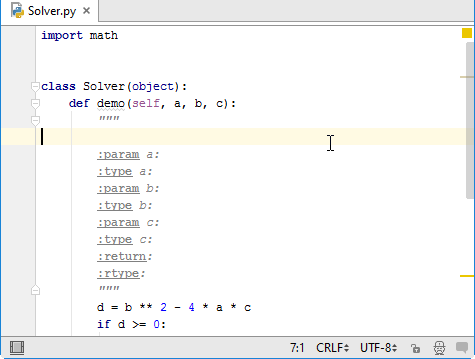 Solver.py
import math
class Solver(object):
def demo(self, a, b, c):
"""
:param a:
:type a:
:param b:
:type b:
:param c:
:type c:
:return:
:rtype:
"""
d = b ** 2 - 4 * a * c
if d >= 0:
7:1 CRLF UTF-8